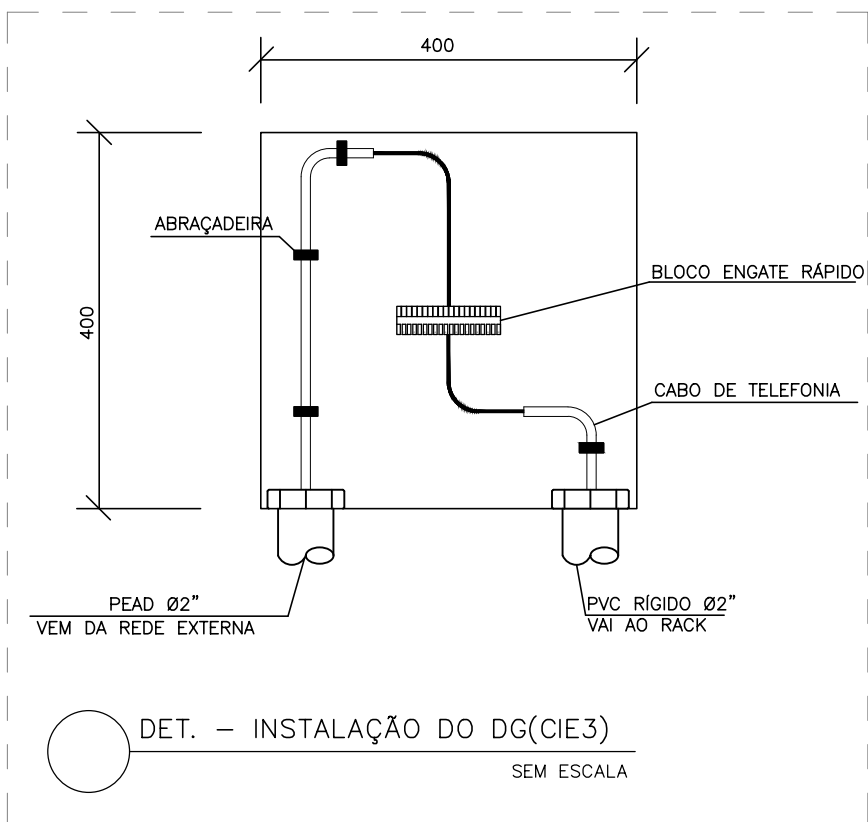 400
ABRAÇADEIRA
BLOCO ENGATE RÁPIDO
400
CABO DE TELEFONIA
PEAD Ø2”
VEM DA REDE EXTERNA
PVC RÍGIDO Ø2”
VAI AO RACK
DET. – INSTALAÇÃO DO DG(CIE3)
SEM ESCALA